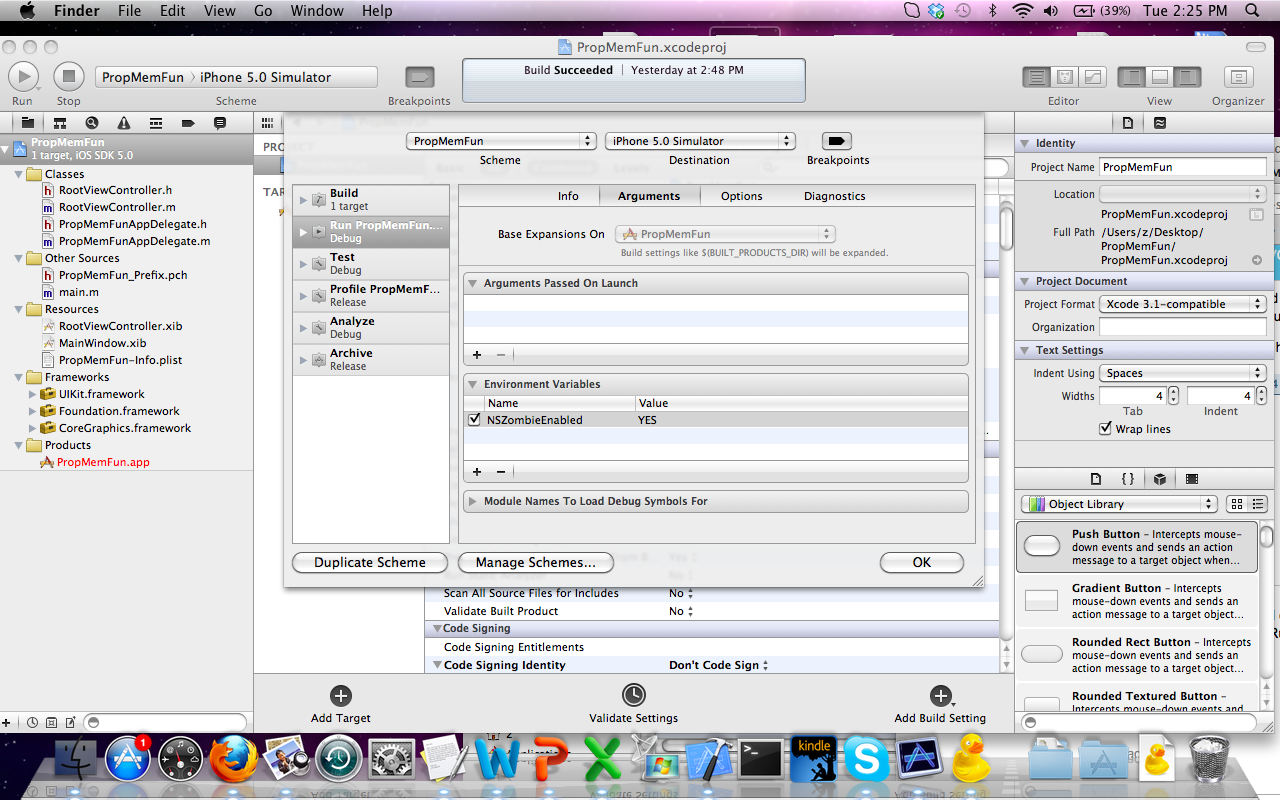 Finder File Edit View Go Window Help (39%) Tue 2:25 PM
PropMemFun.xcodeproj
PropMemFun iPhone 5.0 Simulator
Build Succeeded Yesterday at 2:48 PM
Run Stop Scheme Breakpoints Editor View Organizer
PropMemFun
1 target, iOS SDK 5.0
Classes
RootViewController.h
RootViewController.m
PropMemFunAppDelegate.h
PropMemFunAppDelegate.m
Other Sources
PropMemFun_Prefix.pch
main.m
Resources
RootViewController.xib
MainWindow.xib
PropMemFun-Info.plist
Frameworks
UIKit.framework
Foundation.framework
CoreGraphics.framework
Products
PropMemFun.app
PropMemFun iPhone 5.0 Simulator
Scheme Destination Breakpoints
Build
1 target
Run PropMemFun....
Debug
Test
Debug
Profile PropMemF...
Release
Analyze
Debug
Archive
Release
Info Arguments Options Diagnostics
Base Expansions On PropMemFun
Build settings like $(BUILT_PRODUCTS_DIR) will be expanded.
Arguments Passed On Launch
Environment Variables
Name Value
NSZombieEnabled YES
Module Names To Load Debug Symbols For
Duplicate Scheme Manage Schemes... OK
Scan All Source Files for Includes No
Validate Built Product No
Code Signing
Code Signing Entitlements
Code Signing Identity Don't Code Sign
Add Target Validate Settings Add Build Setting
Identity
Project Name PropMemFun
Location
PropMemFun.xcodeproj
Full Path /Users/z/Desktop/
PropMemFun/
PropMemFun.xcodeproj
Project Document
Project Format Xcode 3.1-compatible
Organization
Text Settings
Indent Using Spaces
Widths 4 4
Tab Indent
Wrap lines
{ }
Object Library
Push Button - Intercepts mouse-
down events and sends an action
message to a target object when...
Gradient Button - Intercepts
mouse-down events and sends an
action message to a target object...
Rounded Rect Button - Intercepts
mouse-down events and sends an
action message to a target object...
Rounded Textured Button -
Intercepts mouse-down events and
1
kindle